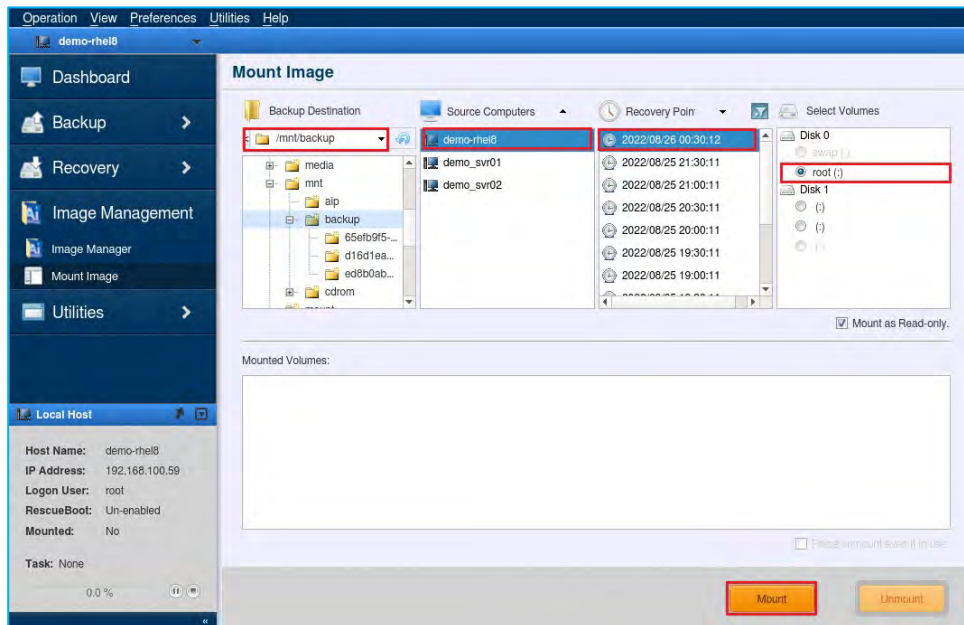 Operation View Preferences Utilities Help
demo-rhel8
Dashboard
Backup
Recovery
Image Management
Image Manager
Mount Image
Utilities
Local Host
Host Name: demo-rhel8
IP Address: 192.168.100.59
Logon User: root
RescueBoot: Un-enabled
Mounted: No
Task: None
0.0 %
Mount Image
Backup Destination
/mnt/backup
media
mnt
aip
backup
65efb9f5-...
d16d1ea...
ed8b0ab...
cdrom
Source Computers
demo-rhel8
demo_svr01
demo_svr02
Recovery Poin
2022/08/26 00:30:12
2022/08/25 21:30:11
2022/08/25 21:00:11
2022/08/25 20:30:11
2022/08/25 20:00:11
2022/08/25 19:30:11
2022/08/25 19:00:11
Select Volumes
Disk 0
swap (:)
root (:)
Disk 1
(:)
(:)
(:)
Mount as Read-only.
Mounted Volumes:
Force unmount even if in use
Mount
Unmount